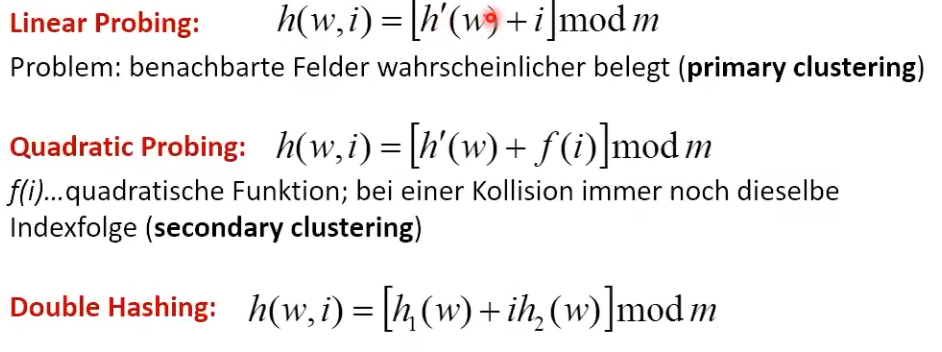 Linear Probing: h(w,i) = [h′(w) + i]mod m
Problem: benachbarte Felder wahrscheinlicher belegt (primary clustering)
Quadratic Probing: h(w,i) = [h′(w) + f(i)]mod m
f(i)...quadratische Funktion; bei einer Kollision immer noch dieselbe
Indexfolge (secondary clustering)
Double Hashing: h(w,i) = [h₁(w) + ih₂(w)]mod m